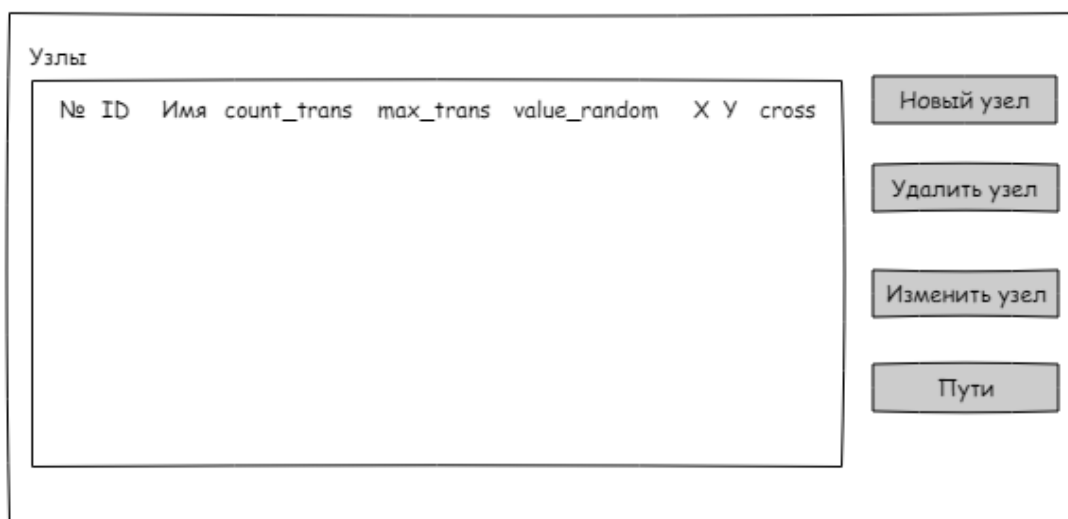 Узлы
№ ID Имя count_trans max_trans value_random X Y cross
Новый узел
Удалить узел
Изменить узел
Пути